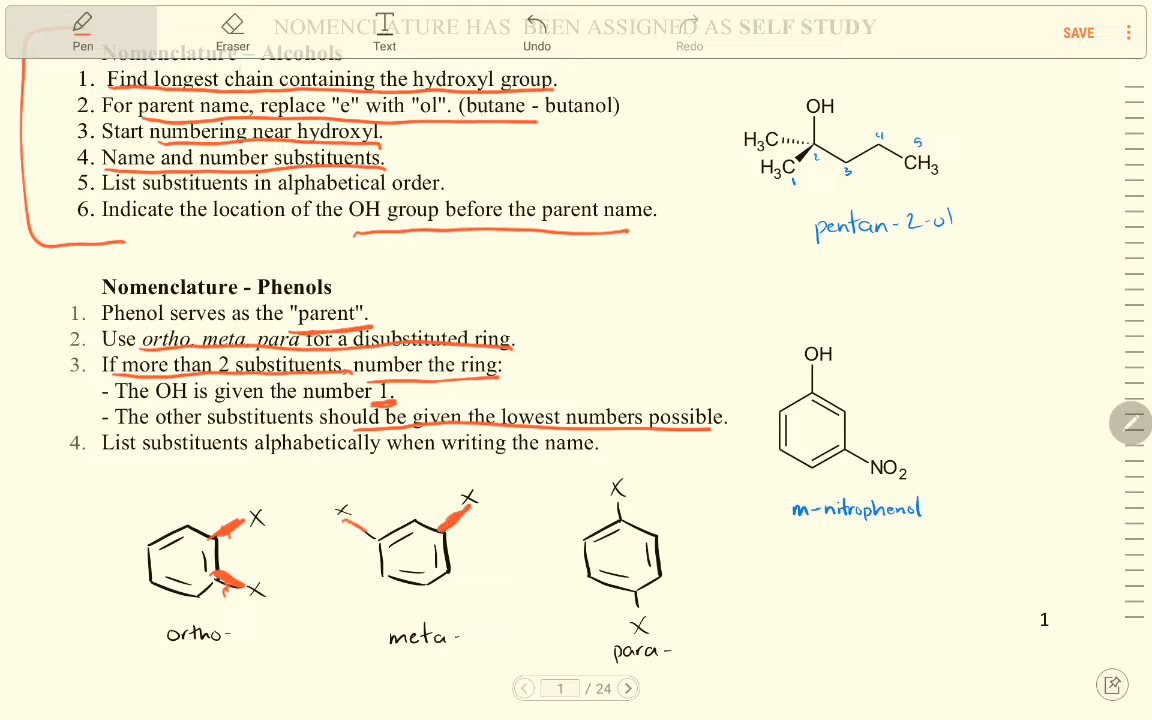 NOMENCLATURE HAS BEEN ASSIGNED AS SELF STUDY
SAVE
Pen
Eraser
Text
Undo
Redo
Nomenclature – Alcohols
1. Find longest chain containing the hydroxyl group.
2. For parent name, replace "e" with "ol". (butane - butanol)
3. Start numbering near hydroxyl.
4. Name and number substituents.
5. List substituents in alphabetical order.
6. Indicate the location of the OH group before the parent name.
OH
H3C
H3C
CH3
1
2
3
4
5
pentan-2-ol
Nomenclature - Phenols
1. Phenol serves as the "parent".
2. Use ortho, meta, para for a disubstituted ring.
3. If more than 2 substituents, number the ring:
- The OH is given the number 1.
- The other substituents should be given the lowest numbers possible.
4. List substituents alphabetically when writing the name.
OH
NO2
m-nitrophenol
X
X
ortho-
X
X
meta-
X
X
para-
1
1 / 24